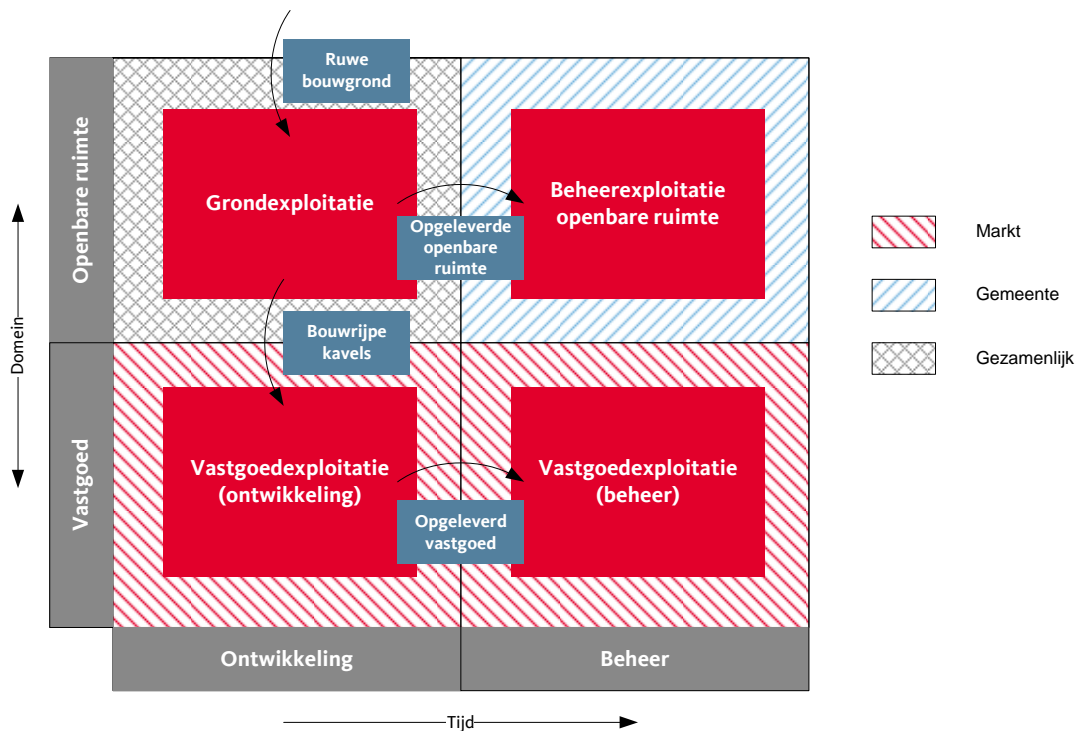 Ruwe
bouwgrond
Openbare ruimte
Grondexploitatie
Beheerexploitatie
openbare ruimte
Opgeleverde
openbare
ruimte
Markt
Gemeente
Gezamenlijk
Domein
Bouwrijpe
kavels
Vastgoed
Vastgoedexploitatie
(ontwikkeling)
Vastgoedexploitatie
(beheer)
Opgeleverd
vastgoed
Ontwikkeling
Beheer
Tijd